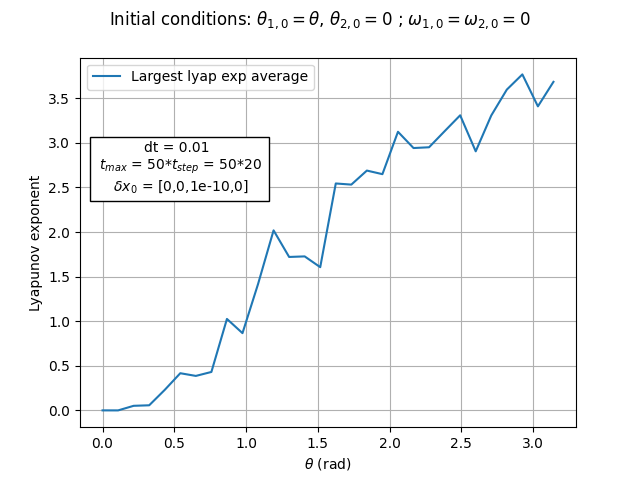 Initial conditions: θ₁,₀ = θ, θ₂,₀ = 0 ; ω₁,₀ = ω₂,₀ = 0
Largest lyap exp average
dt = 0.01
t_max = 50*t_step = 50*20
δx₀ = [0,0,1e-10,0]
Lyapunov exponent
3.5
3.0
2.5
2.0
1.5
1.0
0.5
0.0
0.0 0.5 1.0 1.5 2.0 2.5 3.0
θ (rad)